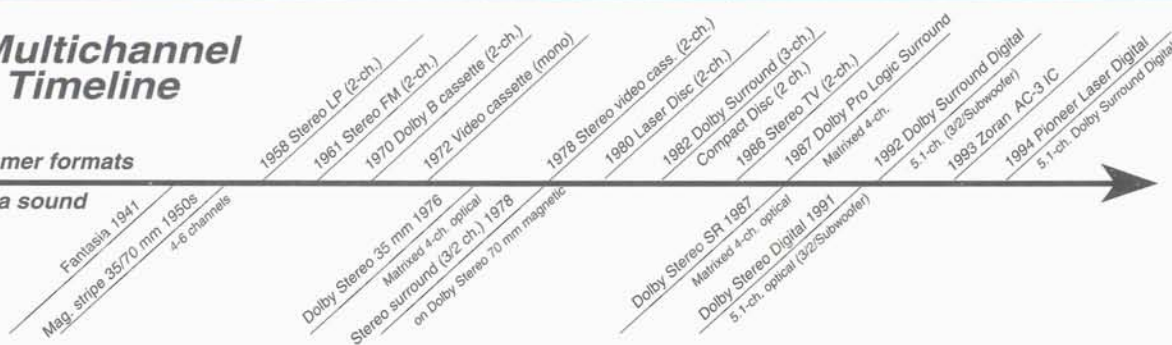 Multichannel
Timeline
mer formats
a sound
1958 Stereo LP (2-ch.)
1961 Stereo FM (2-ch.)
1970 Dolby B cassette (2-ch.)
1972 Video cassette (mono)
1978 Stereo video cass. (2-ch.)
1980 Laser Disc (2-ch.)
1982 Dolby Surround (3-ch.)
Compact Disc (2 ch.)
1986 Stereo TV (2-ch.)
1987 Dolby Pro Logic Surround
Matrixed 4-ch.
1992 Dolby Surround Digital
5.1-ch. (3/2/Subwoofer)
1993 Zoran AC-3 IC
1994 Pioneer Laser Digital
5.1-ch. Dolby Surround Digital
Fantasia 1941
Mag. stripe 35/70 mm 1950s
4-6 channels
Dolby Stereo 35 mm 1976
Matrixed 4-ch. optical
Stereo surround (3/2 ch.) 1978
on Dolby Stereo 70 mm magnetic
Dolby Stereo SR 1987
Matrixed 4-ch. optical
Dolby Stereo Digital 1991
5.1-ch. optical (3/2/Subwoofer)